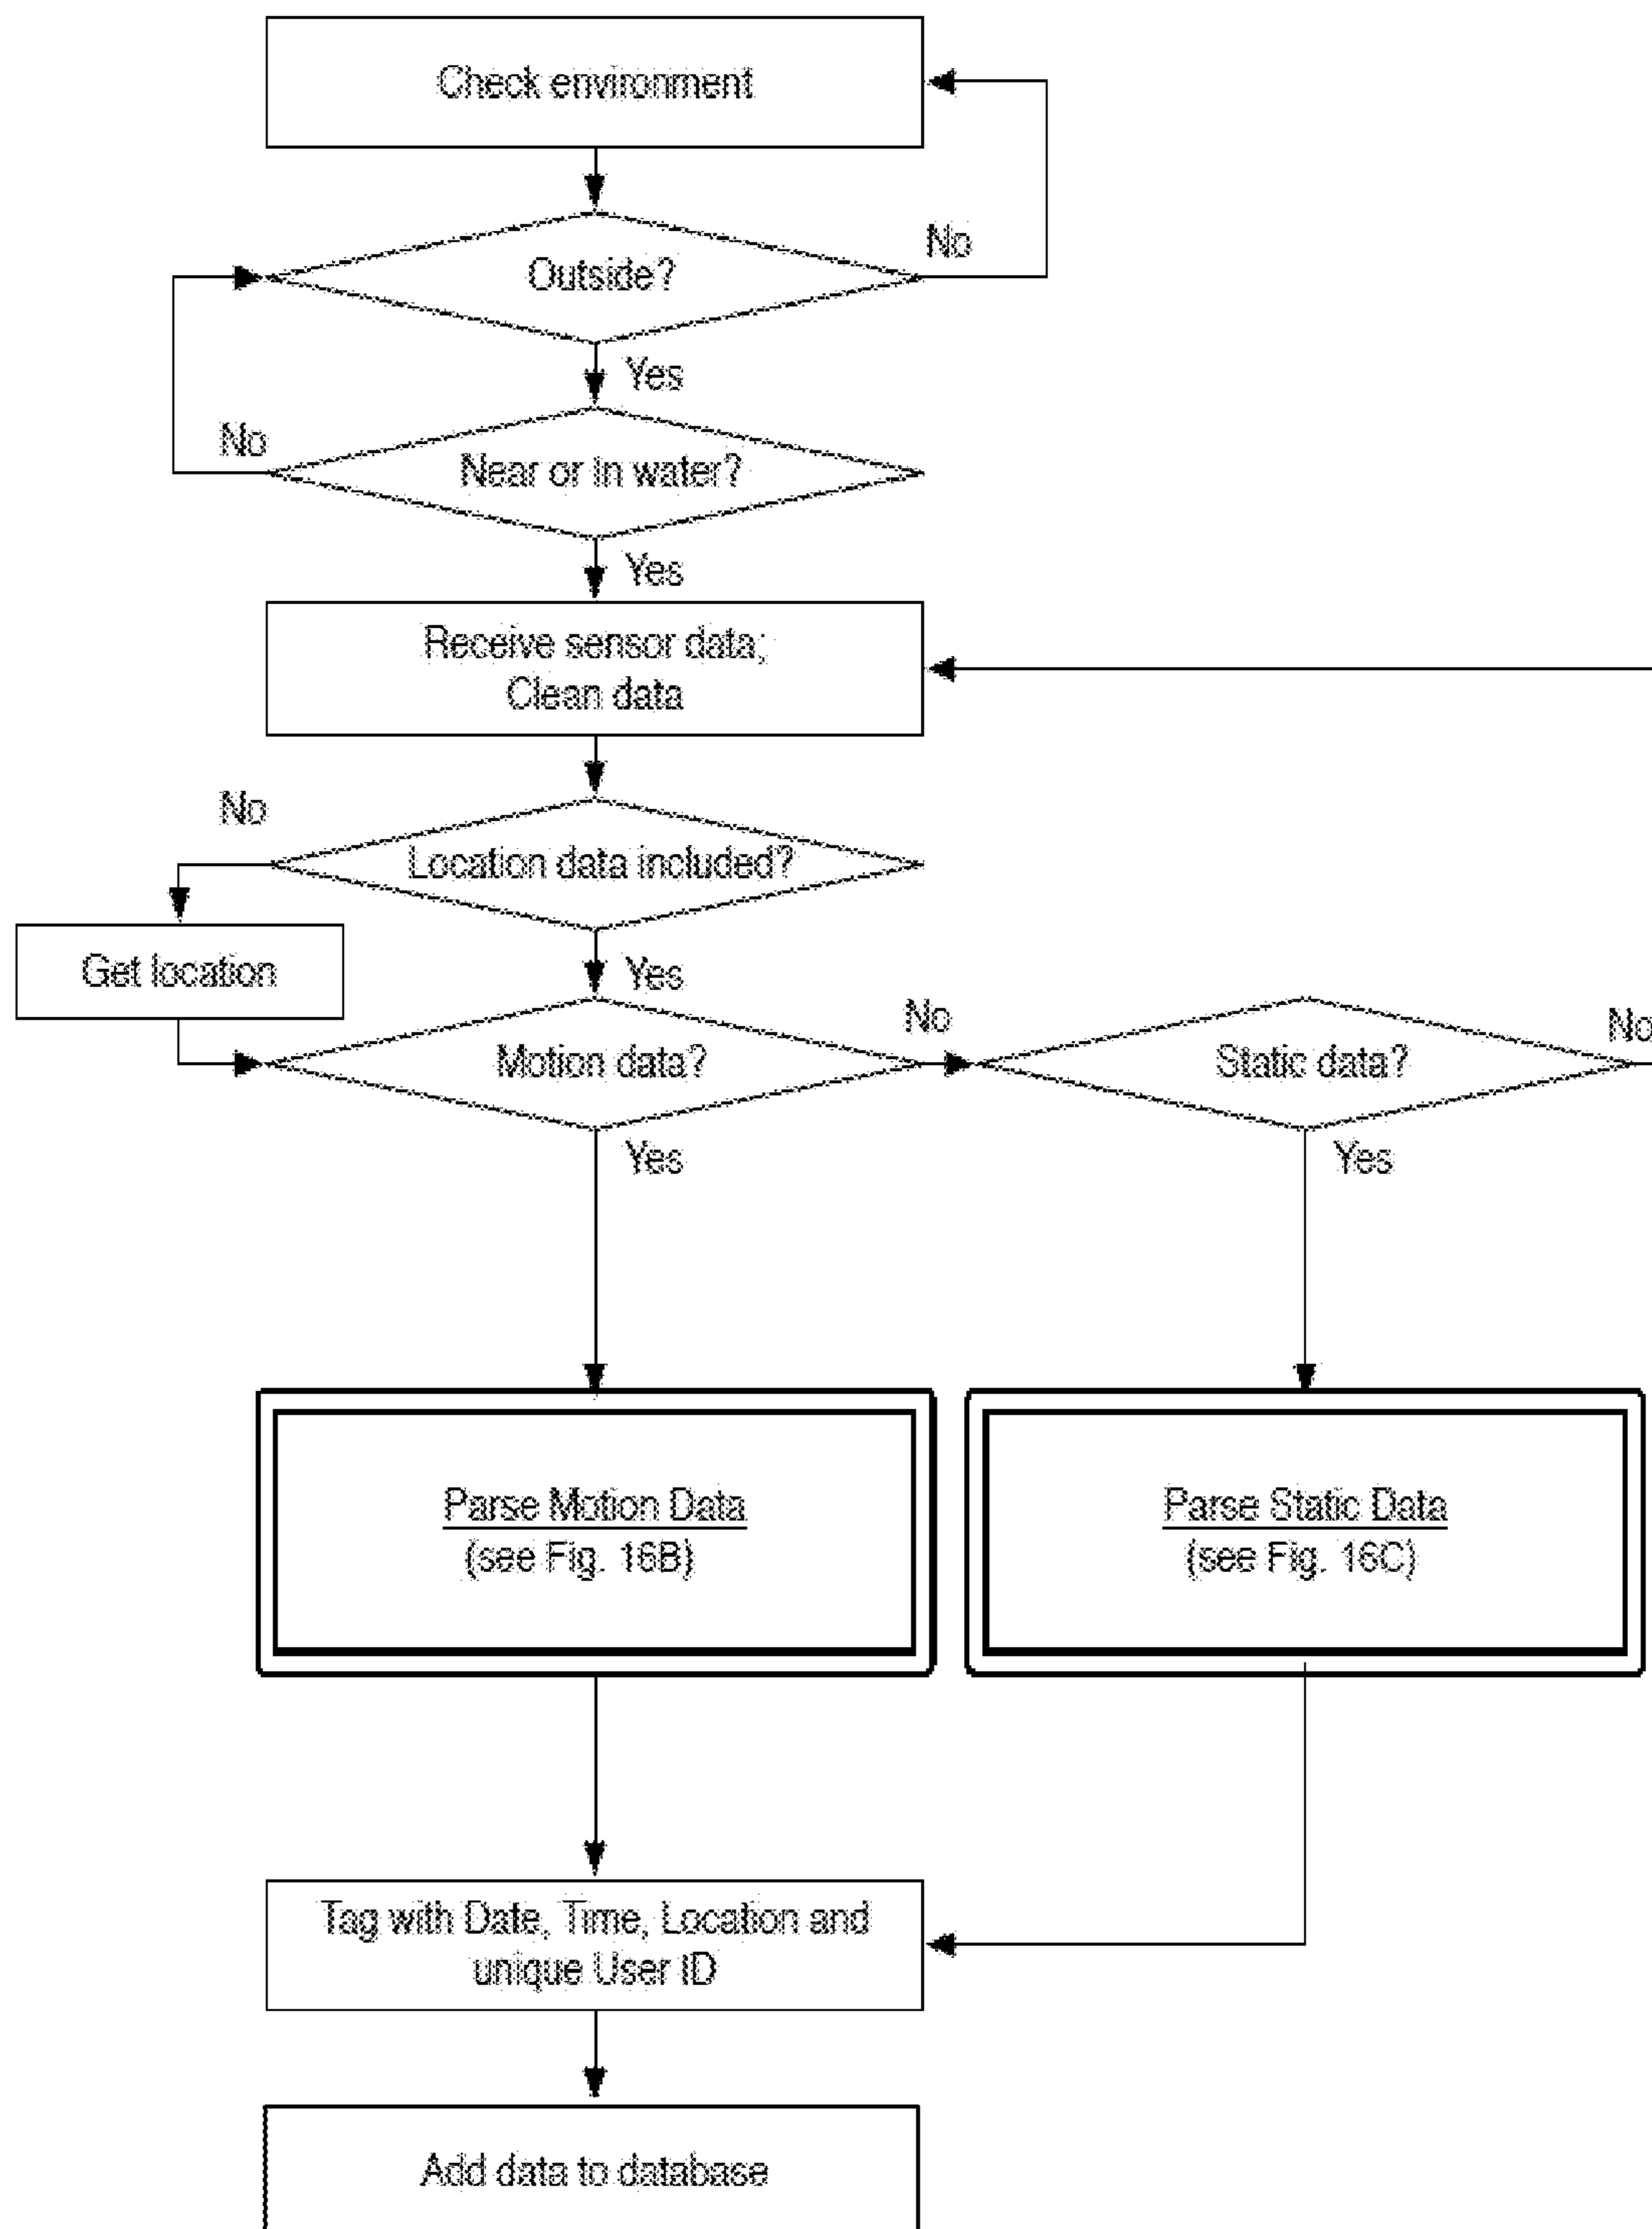 Check environment
No
Outside?
Yes
No
Near or in water?
Yes
Receive sensor data;
Clean data
No
Location data included?
Get location
Yes
No
No
Motion data?
Static data?
Yes
Yes
Parse Motion Data
(see Fig. 16B)
Parse Static Data
(see Fig. 16C)
Tag with Date, Time, Location and
unique User ID
Add data to database